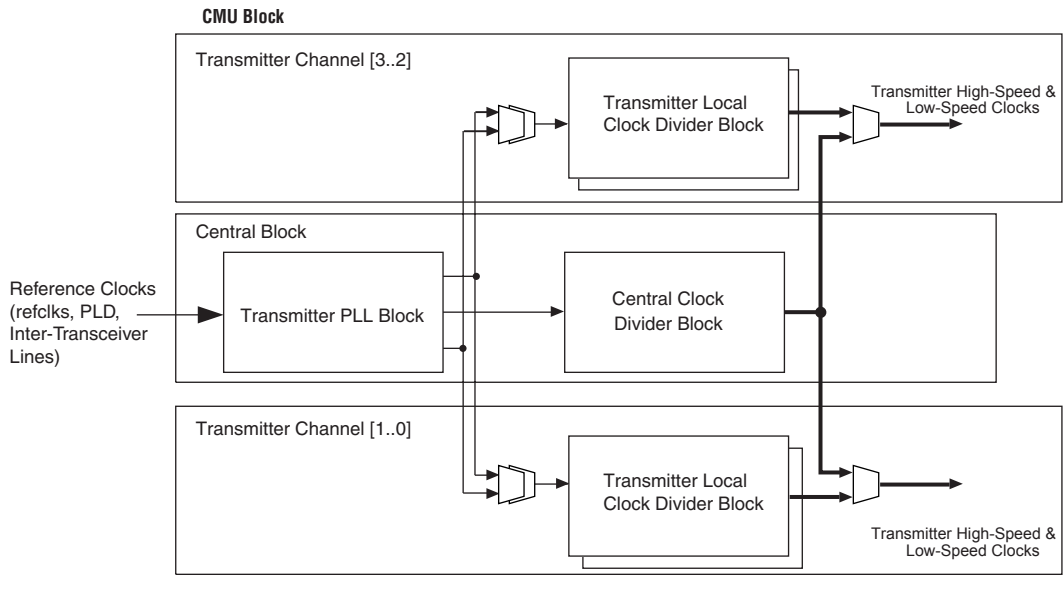 CMU Block
Transmitter Channel [3..2]
Transmitter Local
Clock Divider Block
Transmitter High-Speed &
Low-Speed Clocks
Central Block
Reference Clocks
(refclks, PLD,
Inter-Transceiver
Lines)
Transmitter PLL Block
Central Clock
Divider Block
Transmitter Channel [1..0]
Transmitter Local
Clock Divider Block
Transmitter High-Speed &
Low-Speed Clocks